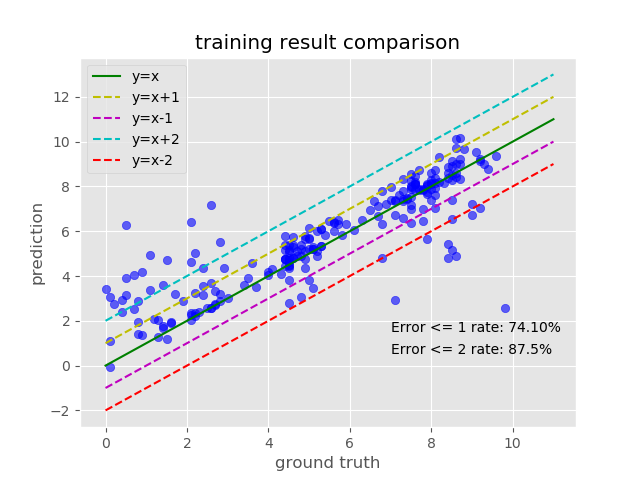 training result comparison
y=x
y=x+1
y=x-1
y=x+2
y=x-2
12
10
8
6
4
2
0
−2
prediction
Error <= 1 rate: 74.10%
Error <= 2 rate: 87.5%
0 2 4 6 8 10
ground truth